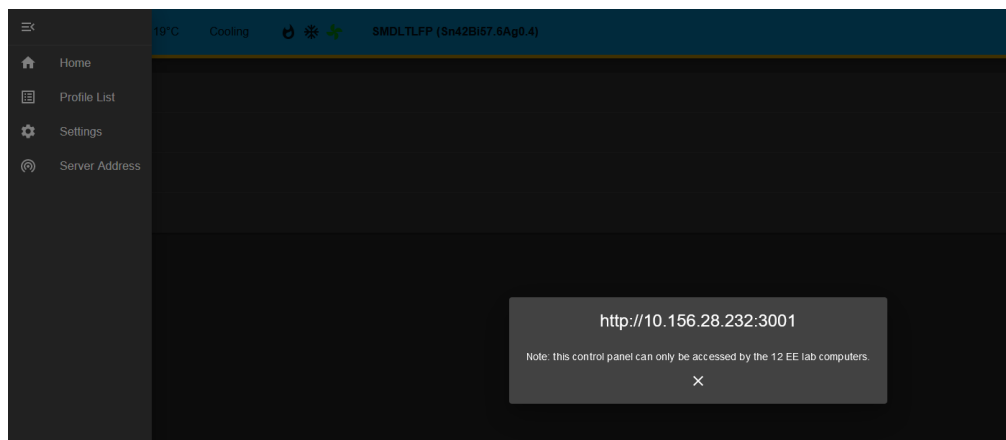 19°C Cooling SMDLTLFP (Sn42Bi57.6Ag0.4)
Home
Profile List
Settings
Server Address
http://10.156.28.232:3001
Note: this control panel can only be accessed by the 12 EE lab computers.